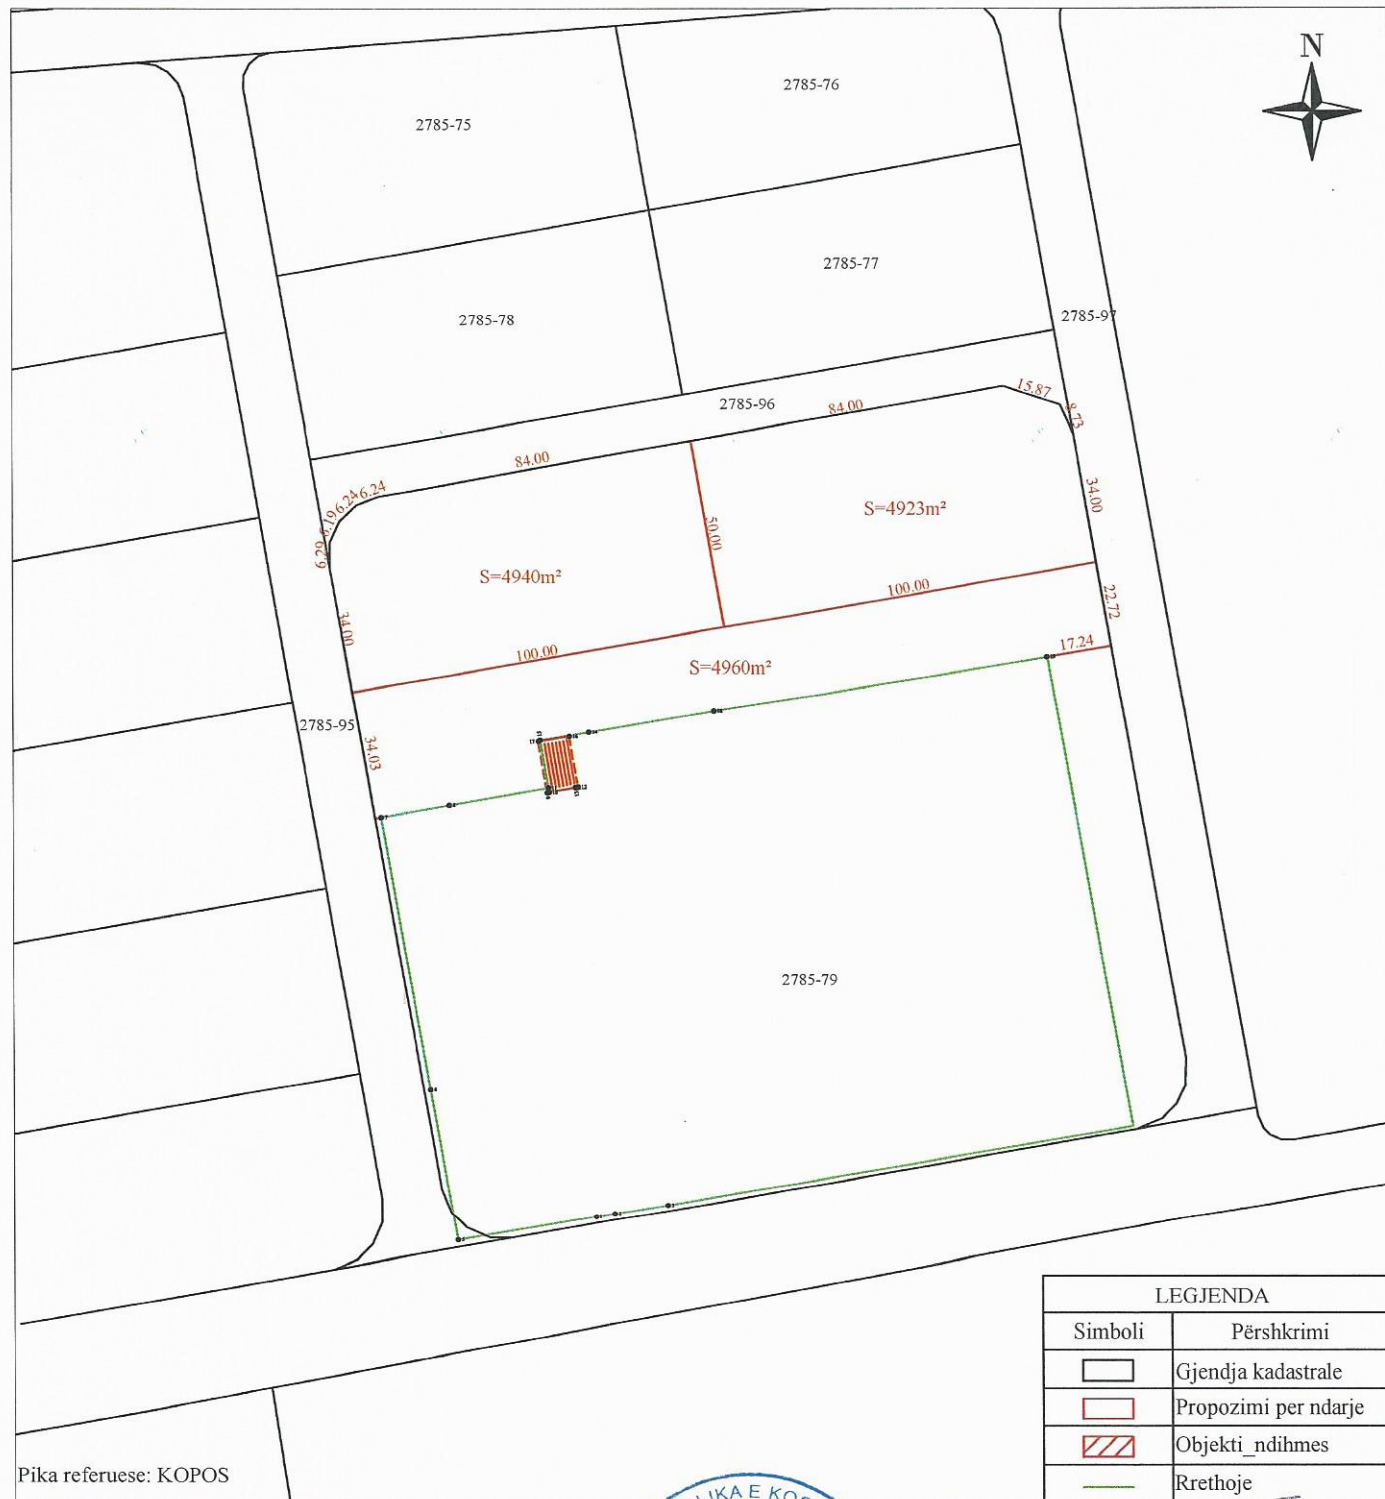 N
2785-76
2785-75
2785-77
2785-78
2785-97
15.87
2785-96
84.00
8.73
84.00
6.24
6.24
6.29
34.00
S=4923m²
50.00
S=4940m²
100.00
22.72
34.00
17.24
100.00
S=4960m²
2785-95
34.03
2785-79
LEGJENDA
Simboli Përshkrimi
Gjendja kadastrale
Propozimi per ndarje
Objekti_ndihmes
Rrethoje
Pika referuese: KOPOS